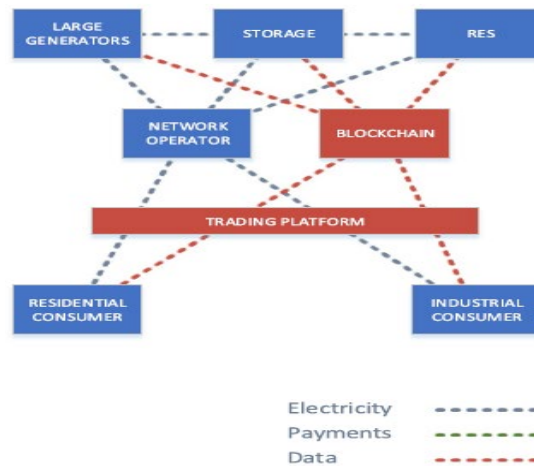 LARGE
GENERATORS
STORAGE
RES
NETWORK
OPERATOR
BLOCKCHAIN
TRADING PLATFORM
RESIDENTIAL
CONSUMER
INDUSTRIAL
CONSUMER
Electricity
Payments
Data